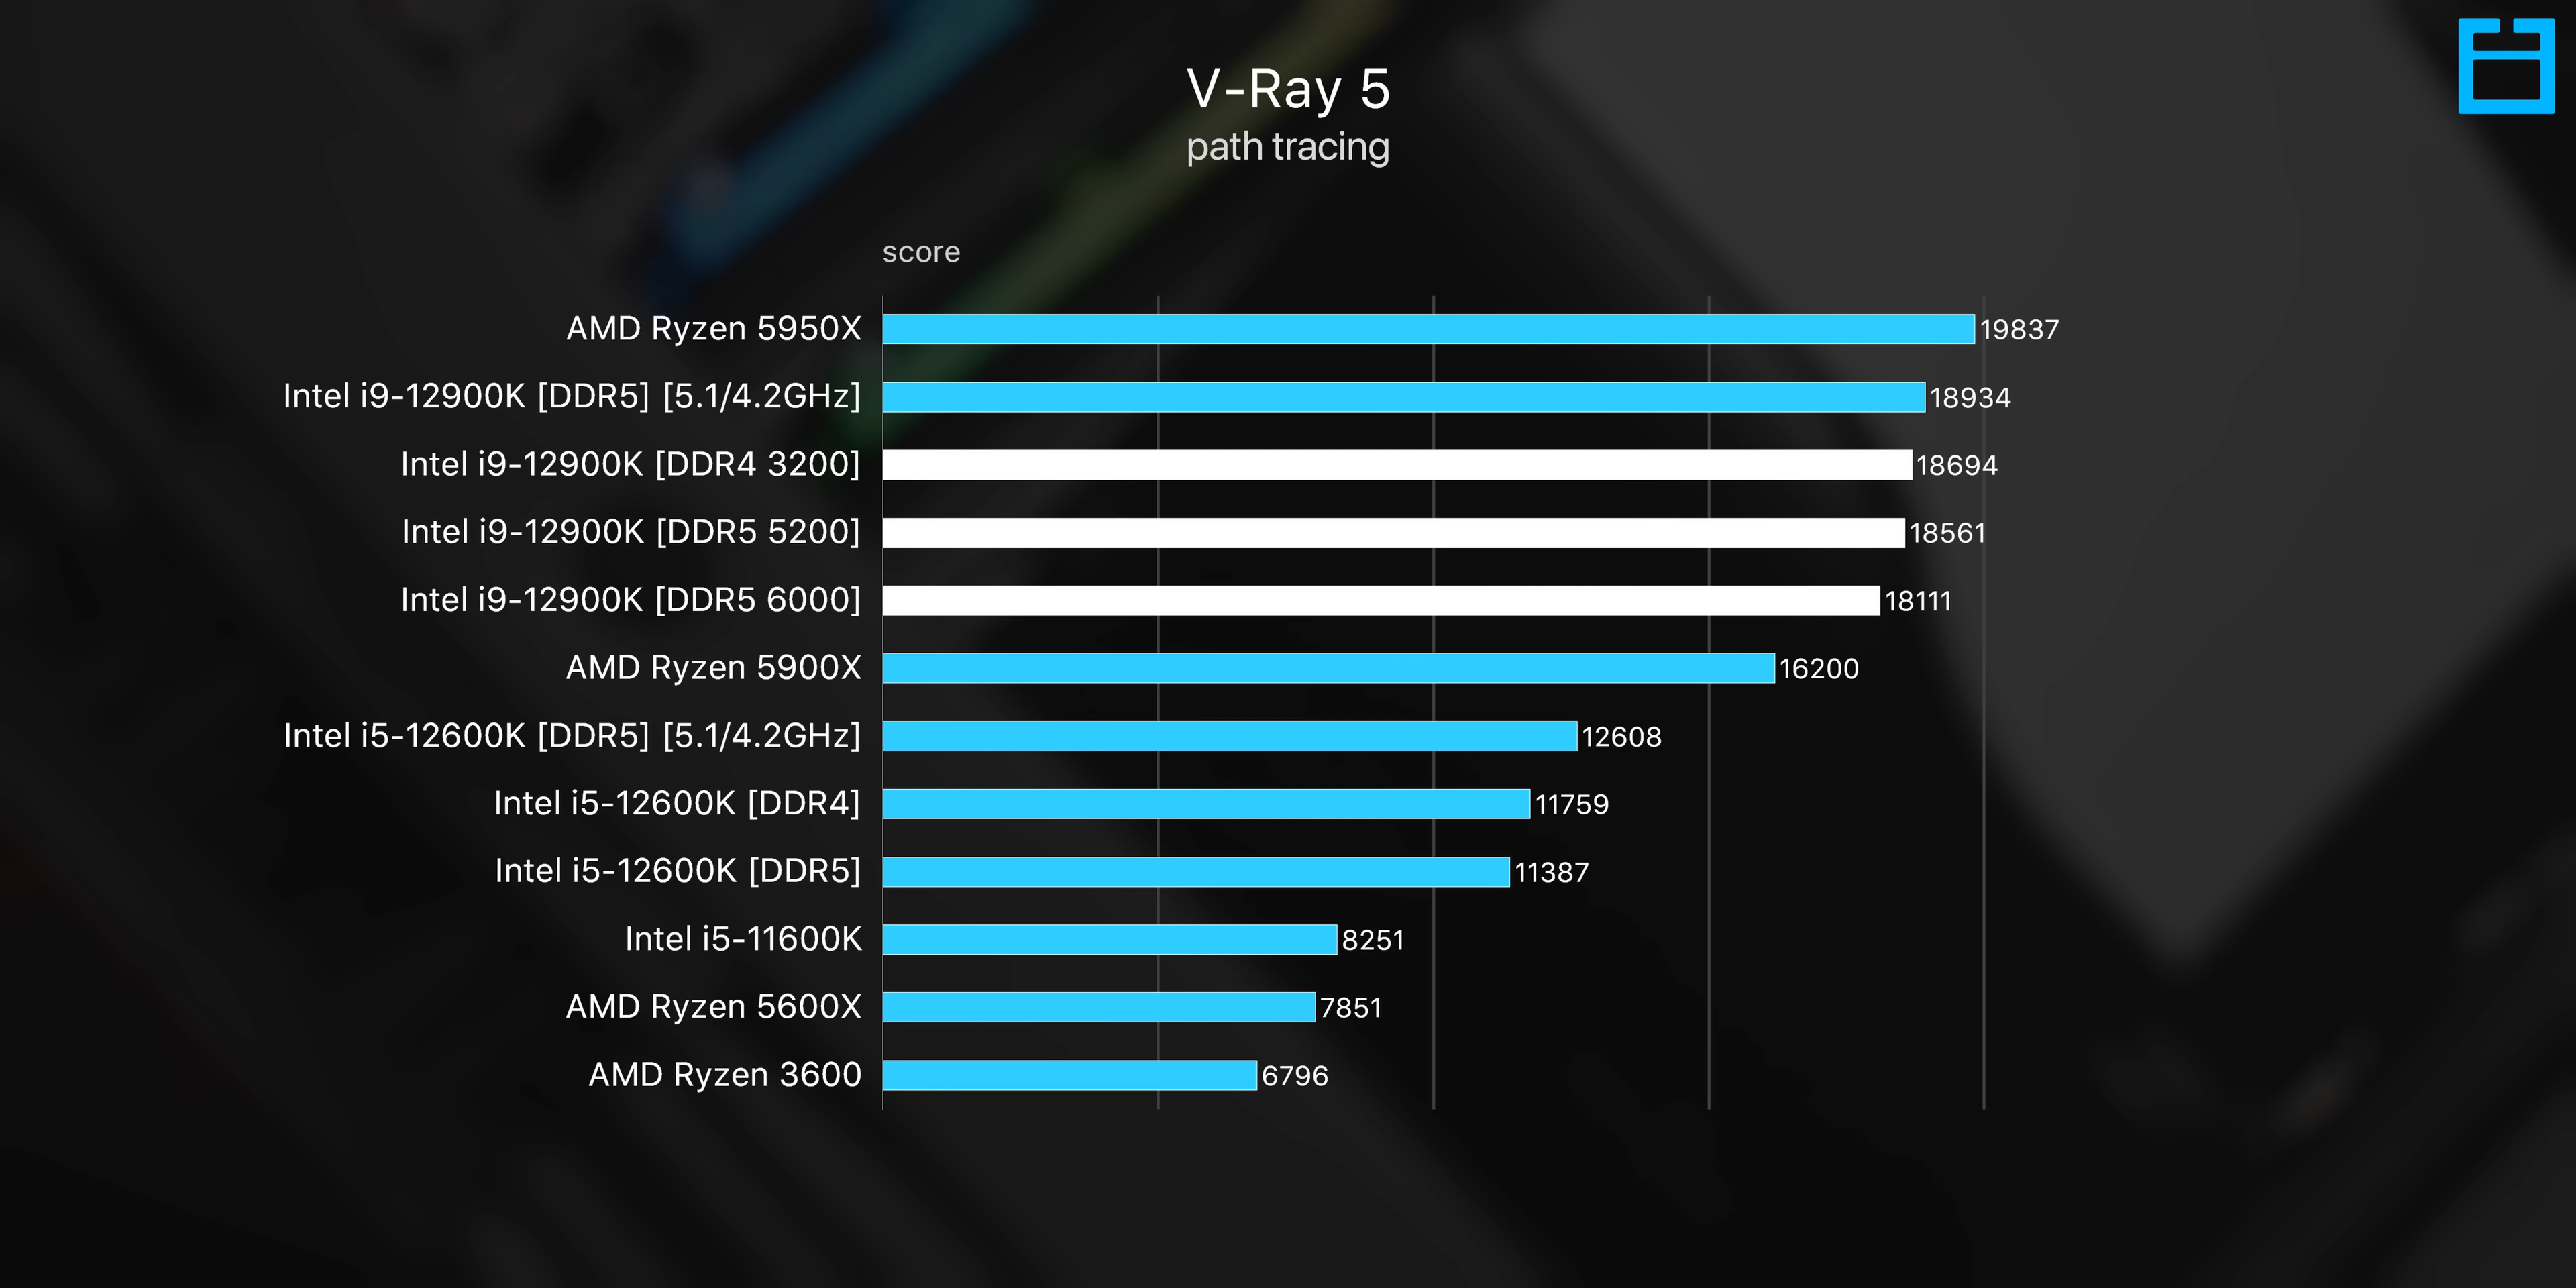 V-Ray 5
path tracing
score
AMD Ryzen 5950X 19837
Intel i9-12900K [DDR5] [5.1/4.2GHz] 18934
Intel i9-12900K [DDR4 3200] 18694
Intel i9-12900K [DDR5 5200] 18561
Intel i9-12900K [DDR5 6000] 18111
AMD Ryzen 5900X 16200
Intel i5-12600K [DDR5] [5.1/4.2GHz] 12608
Intel i5-12600K [DDR4] 11759
Intel i5-12600K [DDR5] 11387
Intel i5-11600K 8251
AMD Ryzen 5600X 7851
AMD Ryzen 3600 6796